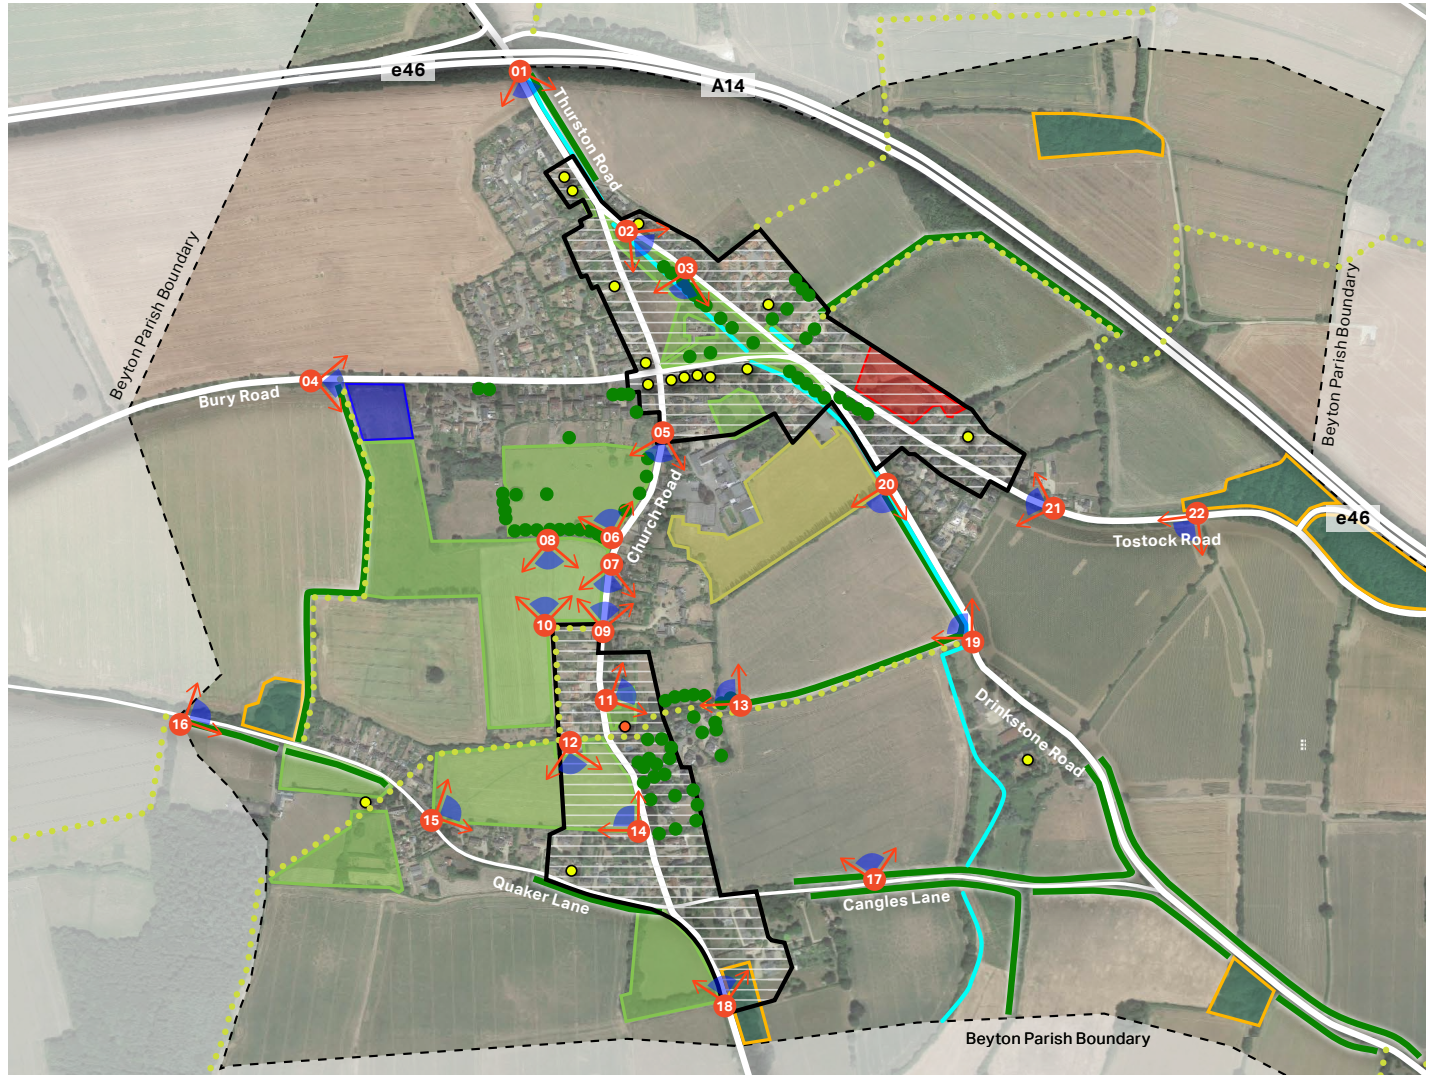 e46
A14
01
Thurston Road
02
03
Beyton Parish Boundary
Beyton Parish Boundary
04
Bury Road
05
20
21
22
e46
Tostock Road
Church Road
06
08
07
10
09
19
11
13
Drinkstone Road
16
12
15
14
17
Quaker Lane
Cangles Lane
18
Beyton Parish Boundary